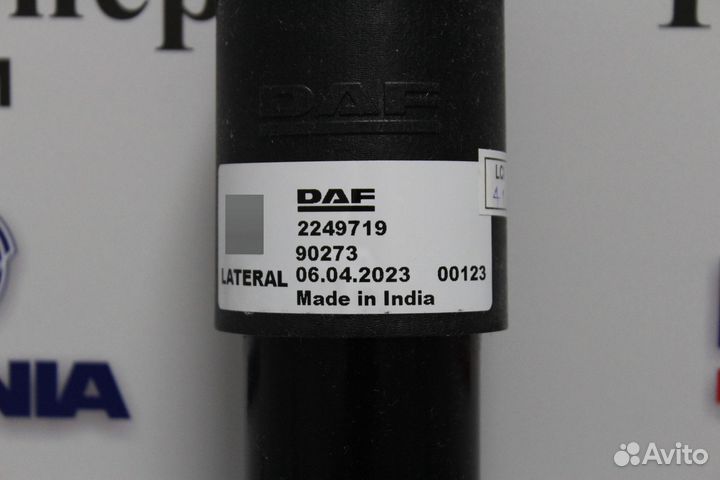 DAF
DAF
2249719
90273
LATERAL 06.04.2023 00123
Made in India
NIA
Avito